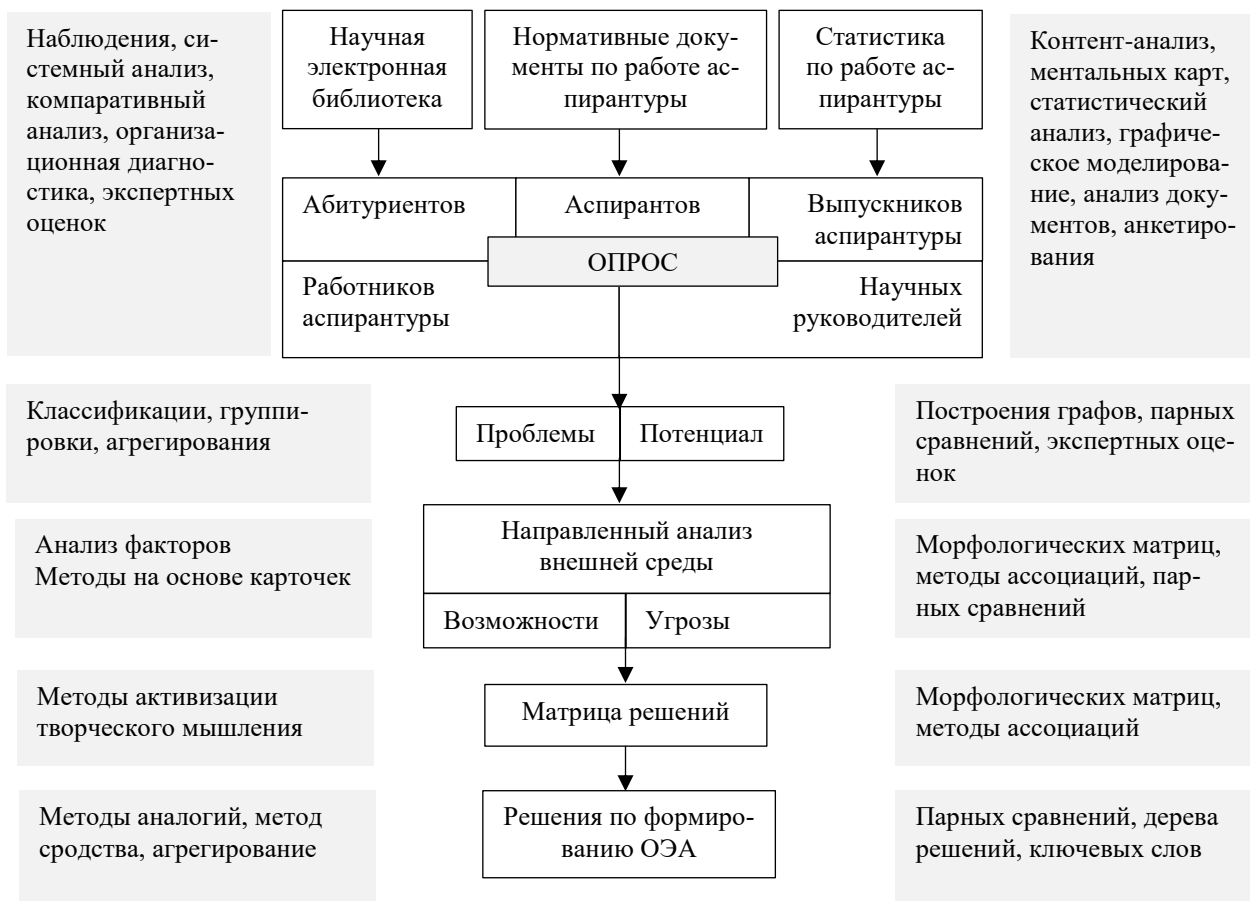 Наблюдения, си-
стемный анализ,
компаративный
анализ, организа-
ционная диагно-
стика, экспертных
оценок
Научная
электронная
библиотека
Нормативные доку-
менты по работе ас-
пирантуры
Статистика
по работе ас-
пирантуры
Контент-анализ,
ментальных карт,
статистический
анализ, графиче-
ское моделирова-
ние, анализ доку-
ментов, анкетиро-
вания
Абитуриентов
Аспирантов
Выпускников
аспирантуры
ОПРОС
Работников
аспирантуры
Научных
руководителей
Классификации, группи-
ровки, агрегирования
Проблемы
Потенциал
Построения графов, парных
сравнений, экспертных оце-
нок
Анализ факторов
Методы на основе карточек
Направленный анализ
внешней среды
Возможности
Угрозы
Морфологических матриц,
методы ассоциаций, пар-
ных сравнений
Методы активизации
творческого мышления
Матрица решений
Морфологических матриц,
методы ассоциаций
Методы аналогий, метод
сродства, агрегирование
Решения по формиро-
ванию ОЭА
Парных сравнений, дерева
решений, ключевых слов